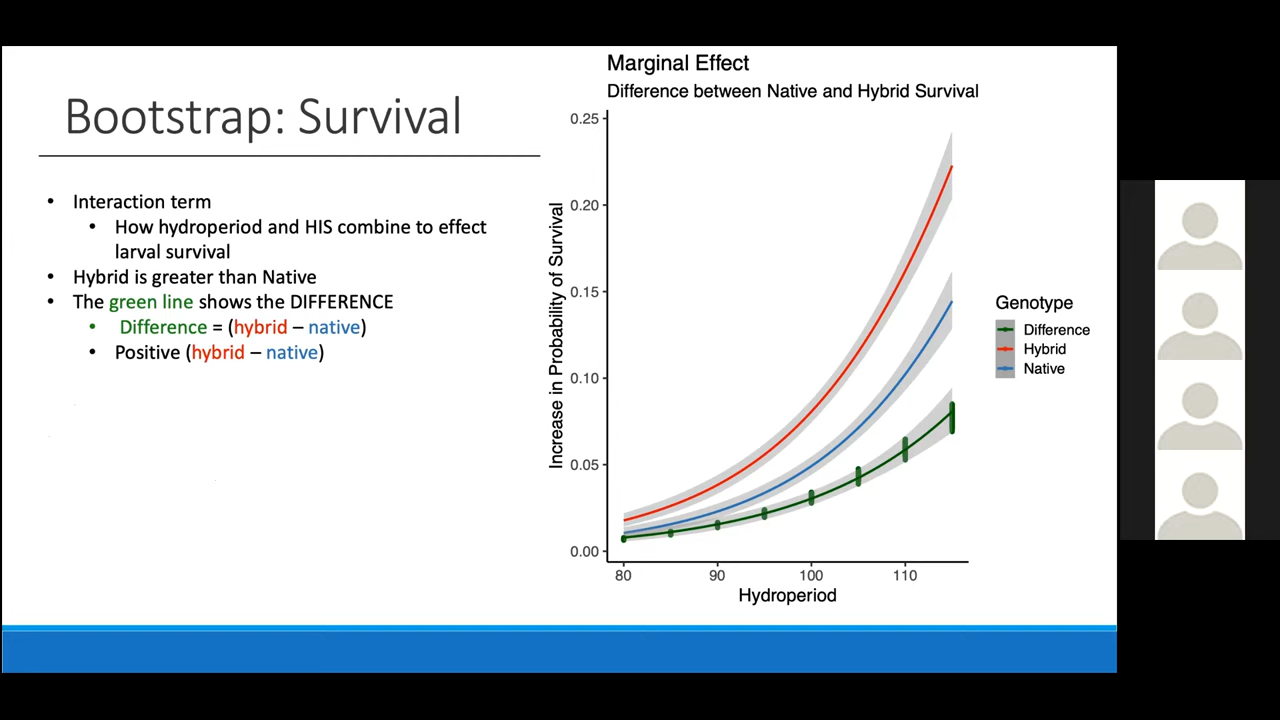 Bootstrap: Survival
• Interaction term
• How hydroperiod and HIS combine to effect
larval survival
• Hybrid is greater than Native
• The green line shows the DIFFERENCE
• Difference = (hybrid – native)
• Positive (hybrid – native)
Marginal Effect
Difference between Native and Hybrid Survival
Increase in Probability of Survival
0.25
0.20
0.15
0.10
0.05
0.00
80
90
100
110
Hydroperiod
Genotype
Difference
Hybrid
Native